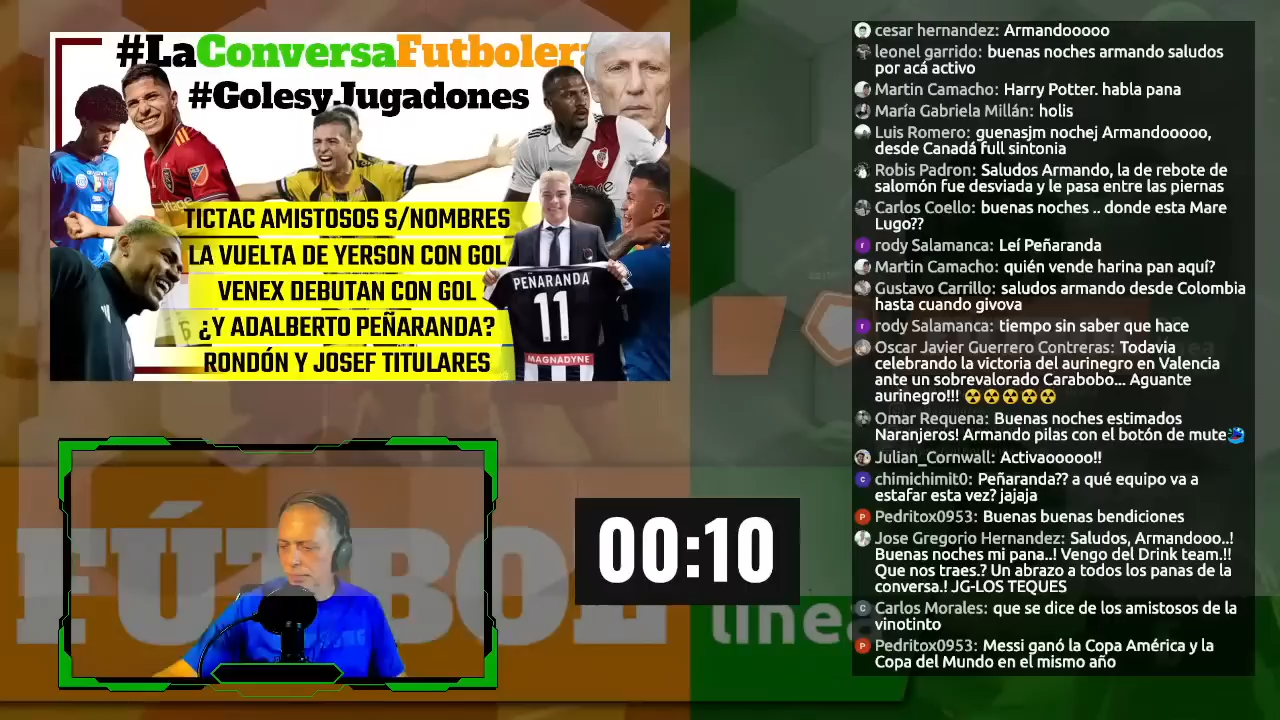 #LaConversaFutbolera
#GolesyJugadones
TICTAC AMISTOSOS S/NOMBRES
LA VUELTA DE YERSON CON GOL
VENEX DEBUTAN CON GOL
¿Y ADALBERTO PEÑARANDA?
RONDÓN Y JOSEF TITULARES
PEÑARANDA
11
MAGNADYNE
00:10
FÚTBOL
línea
cesar hernandez: Armandooooo
leonel garrido: buenas noches armando saludos
por acá activo
Martin Camacho: Harry Potter. habla pana
María Gabriela Millán: holis
Luis Romero: guenasjm nochej Armandooooo,
desde Canadá full sintonia
Robis Padron: Saludos Armando, la de rebote de
salomón fue desviada y le pasa entre las piernas
Carlos Coello: buenas noches .. donde esta Mare
Lugo??
rody Salamanca: Leí Peñaranda
Martin Camacho: quién vende harina pan aquí?
Gustavo Carrillo: saludos armando desde Colombia
hasta cuando givova
rody Salamanca: tiempo sin saber que hace
Oscar Javier Guerrero Contreras: Todavia
celebrando la victoria del aurinegro en Valencia
ante un sobrevalorado Carabobo... Aguante
aurinegro!!! ☢☢☢☢☢
Omar Requena: Buenas noches estimados
Naranjeros! Armando pilas con el botón de mute
Julian_Cornwall: Activaooooo!!
chimichimit0: Peñaranda?? a qué equipo va a
estafar esta vez? jajaja
Pedritox0953: Buenas buenas bendiciones
Jose Gregorio Hernandez: Saludos, Armandooo..!
Buenas noches mi pana..! Vengo del Drink team.!!
Que nos traes.? Un abrazo a todos los panas de la
conversa.! JG-LOS TEQUES
Carlos Morales: que se dice de los amistosos de la
vinotinto
Pedritox0953: Messi ganó la Copa América y la
Copa del Mundo en el mismo año